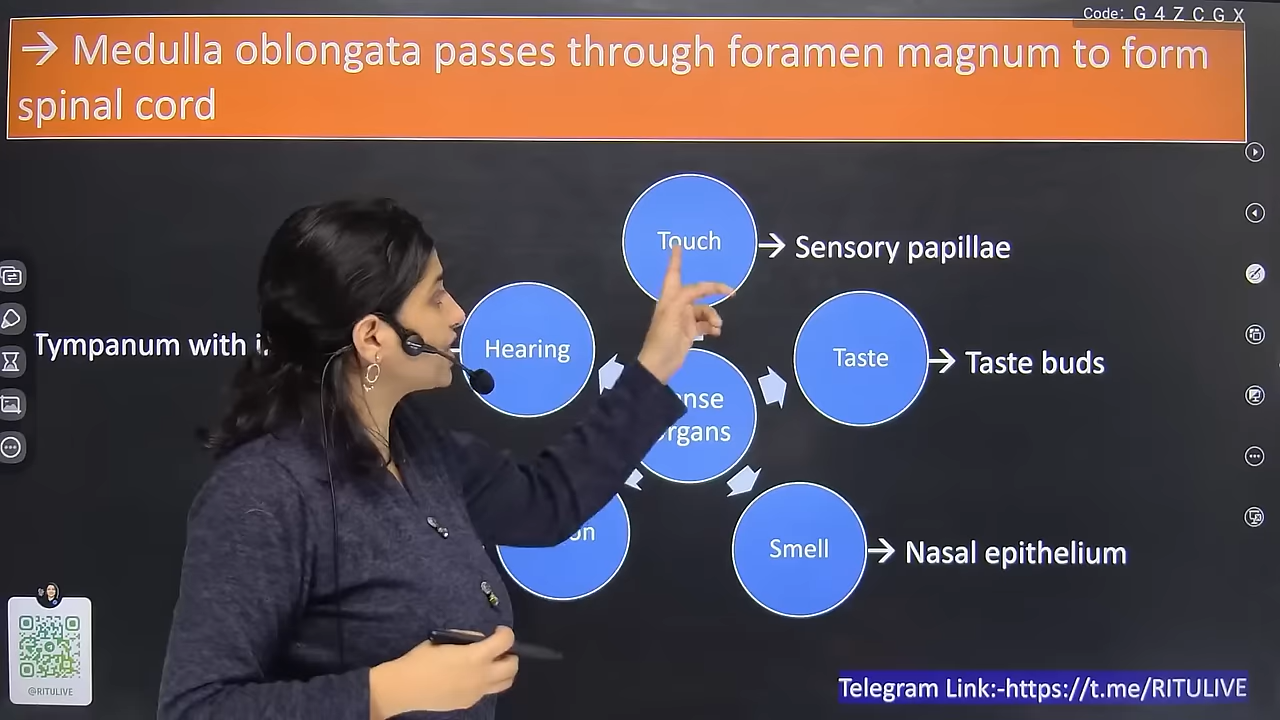 Code: G 4 Z C G X
→ Medulla oblongata passes through foramen magnum to form
spinal cord
Touch
→ Sensory papillae
Tympanum with
Hearing
Taste
→ Taste buds
Smell
→ Nasal epithelium
@RITULIVE
Telegram Link:-https://t.me/RITULIVE